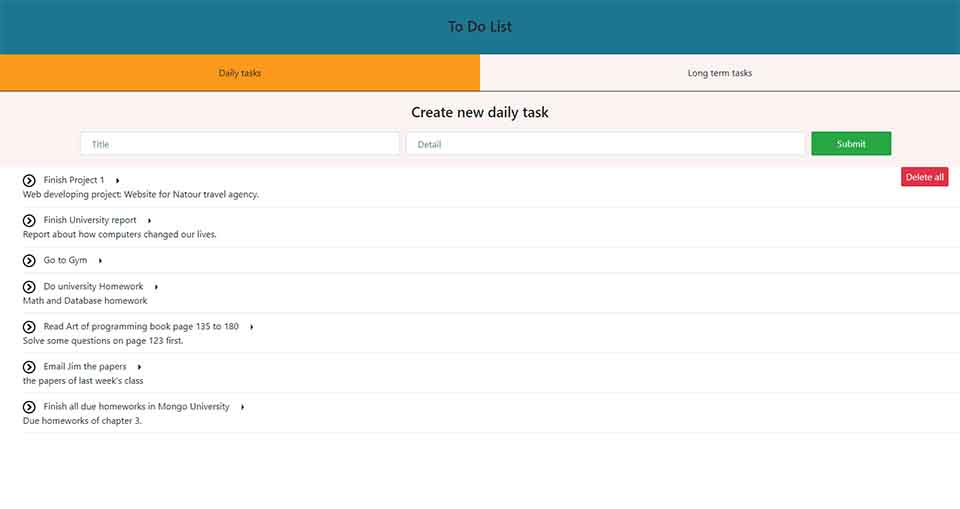 To Do List
Daily tasks
Long term tasks
Create new daily task
Title
Detail
Submit
Delete all
Finish Project 1
Web developing project: Website for Natour travel agency.
Finish University report
Report about how computers changed our lives.
Go to Gym
Do university Homework
Math and Database homework
Read Art of programming book page 135 to 180
Solve some questions on page 123 first.
Email Jim the papers
the papers of last week's class
Finish all due homeworks in Mongo University
Due homeworks of chapter 3.